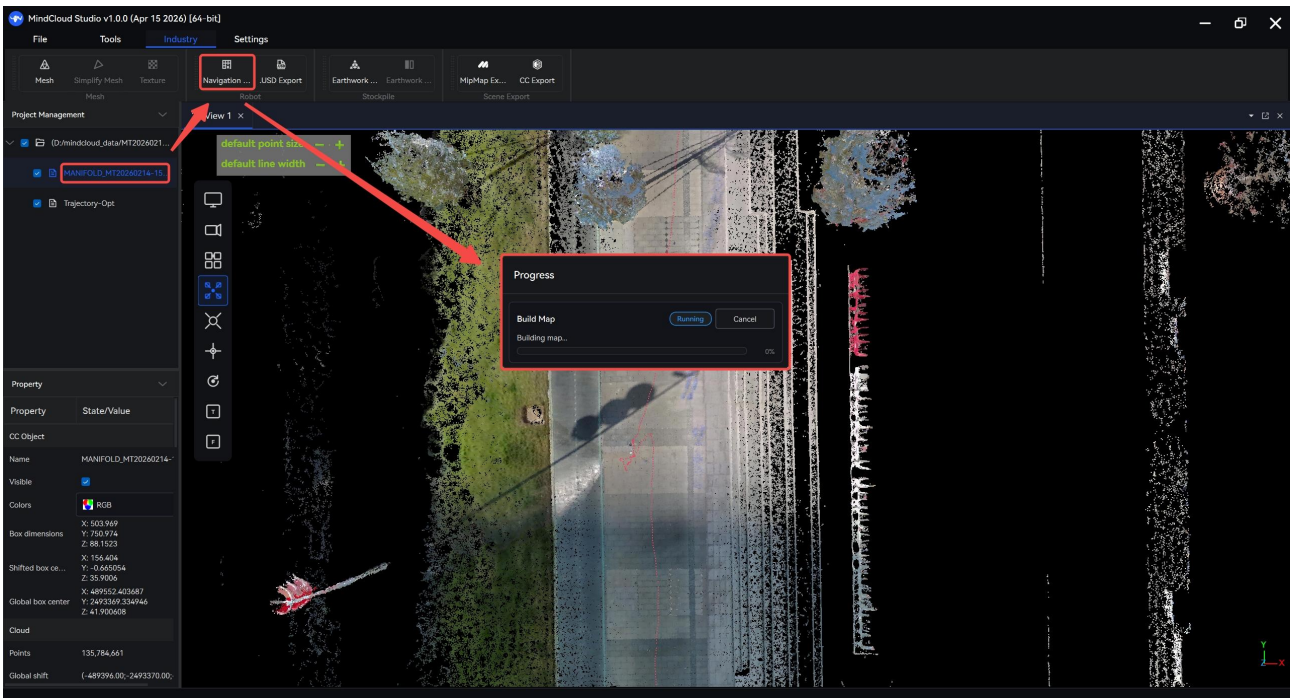 MindCloud Studio v1.0.0 (Apr 15 2026) [64-bit]
File Tools Industry Settings
Mesh Simplify Mesh Texture Navigation ... .USD Export Earthwork ... Earthwork ... MipMap Ex... CC Export
Mesh Robot Stockpile Scene Export
Project Management
View 1 ×
(D:/mindcloud_data/MT2026021...
MANIFOLD_MT20260214-15...
Trajectory-Opt
default point size − +
default line width − +
Progress
Build Map Running Cancel
Building map...
0%
Property
Property State/Value
CC Object
Name MANIFOLD_MT20260214-
Visible
Colors RGB
Box dimensions X: 503.969
Y: 750.974
Z: 88.1523
Shifted box ce... X: 156.404
Y: -0.665054
Z: 35.9006
Global box center X: 489552.403687
Y: 2493369.334946
Z: 41.900608
Cloud
Points 135,784,661
Global shift (-489396.00;-2493370.00;
T
F
Y
Z X